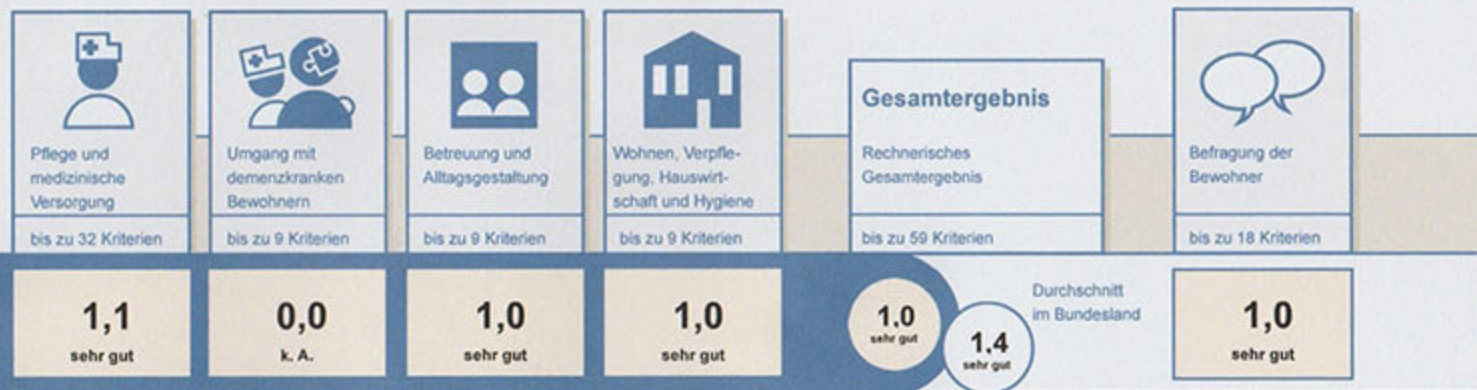 Pflege und
medizinische
Versorgung
bis zu 32 Kriterien
1,1
sehr gut
Umgang mit
demenzkranken
Bewohnern
bis zu 9 Kriterien
0,0
k. A.
Betreuung und
Alltagsgestaltung
bis zu 9 Kriterien
1,0
sehr gut
Wohnen, Verpfle-
gung, Hauswirt-
schaft und Hygiene
bis zu 9 Kriterien
1,0
sehr gut
Gesamtergebnis
Rechnerisches
Gesamtergebnis
bis zu 59 Kriterien
1.0
sehr gut
1.4
sehr gut
Durchschnitt
im Bundesland
Befragung der
Bewohner
bis zu 18 Kriterien
1,0
sehr gut